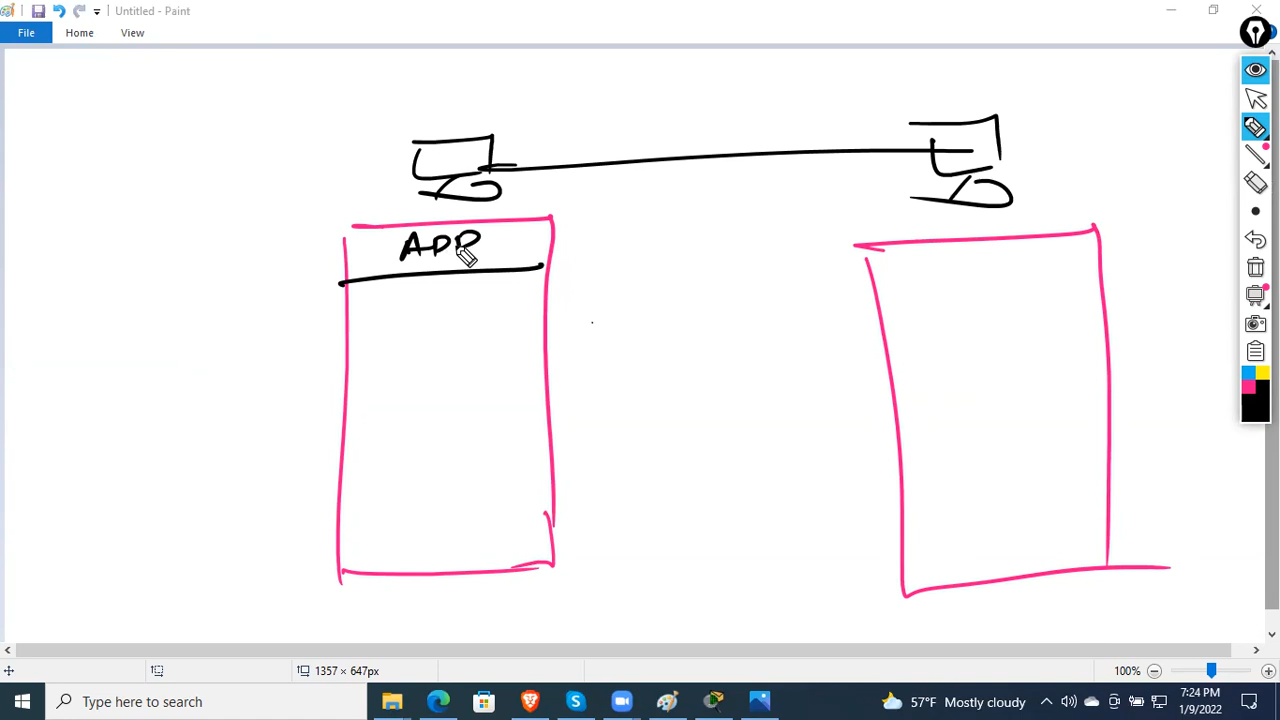 Untitled - Paint
File Home View
APP
1357 × 647px
100%
Type here to search
57°F Mostly cloudy
7:24 PM
1/9/2022